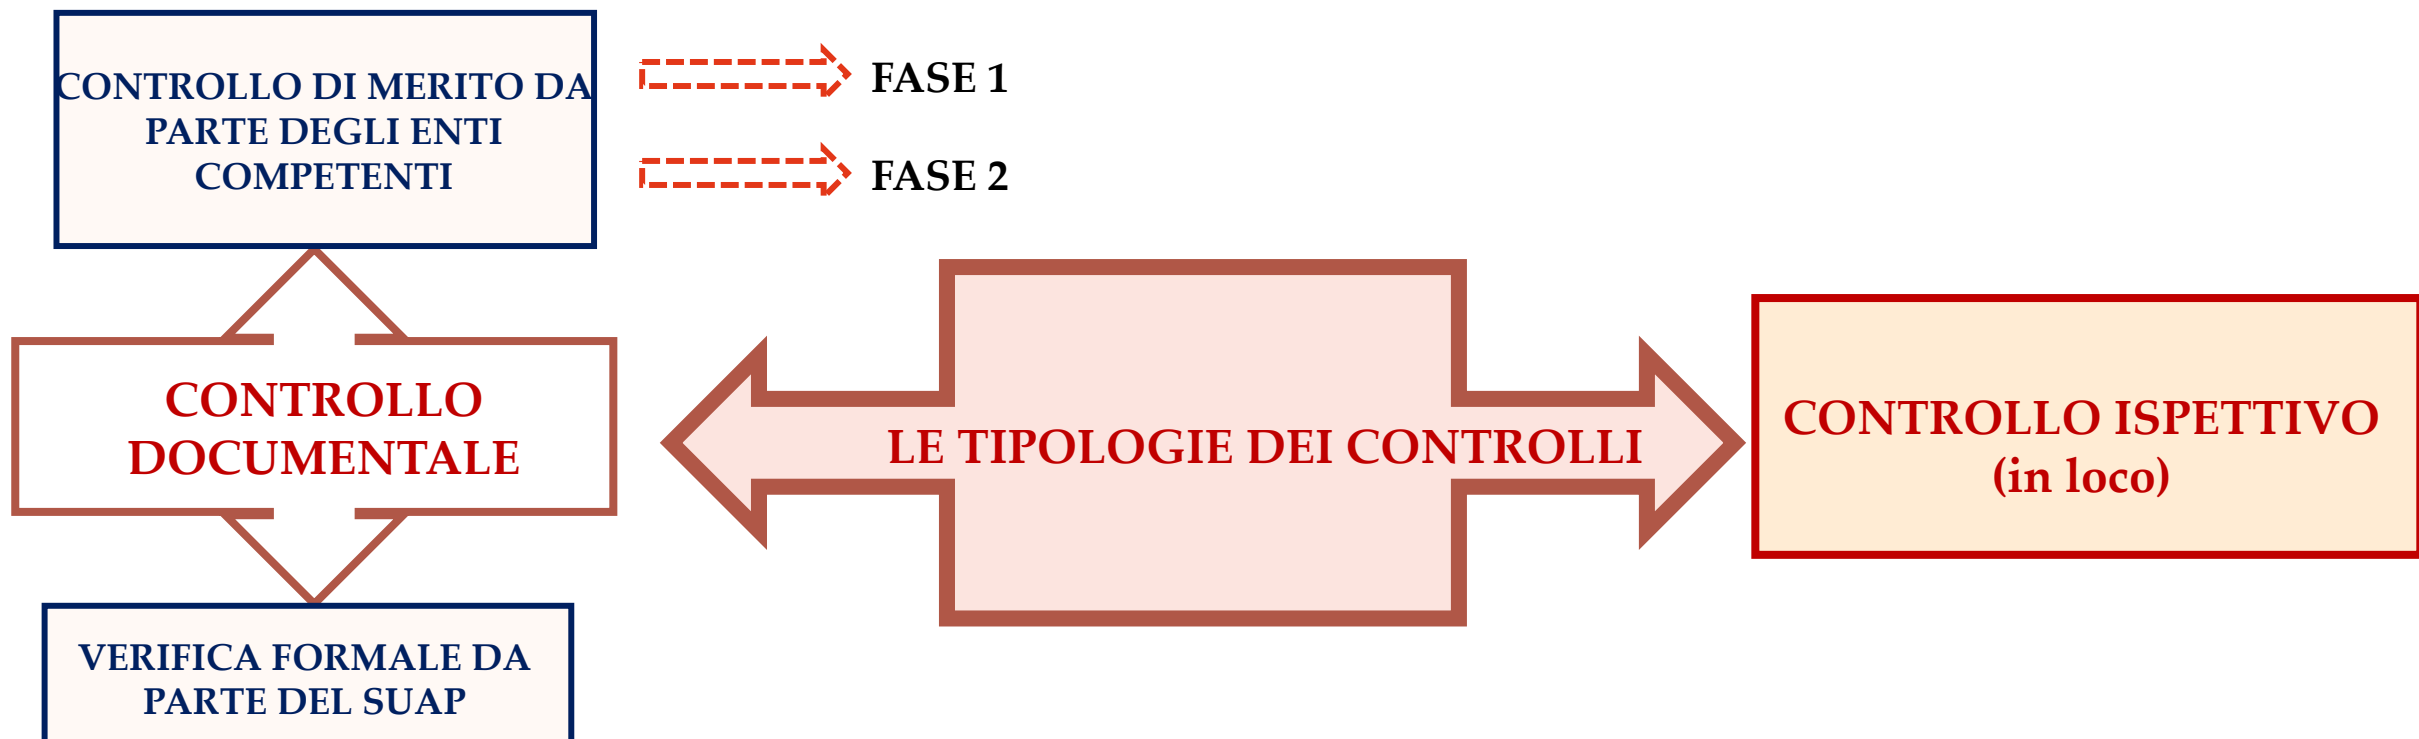 CONTROLLO DI MERITO DA
PARTE DEGLI ENTI
COMPETENTI
FASE 1
FASE 2
CONTROLLO
DOCUMENTALE
LE TIPOLOGIE DEI CONTROLLI
CONTROLLO ISPETTIVO
(in loco)
VERIFICA FORMALE DA
PARTE DEL SUAP